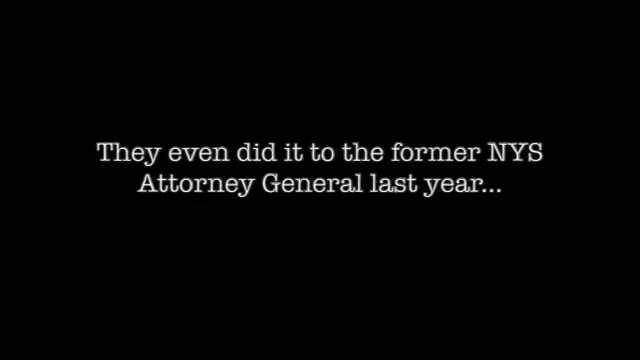 They even did it to the former NYS
Attorney General last year...